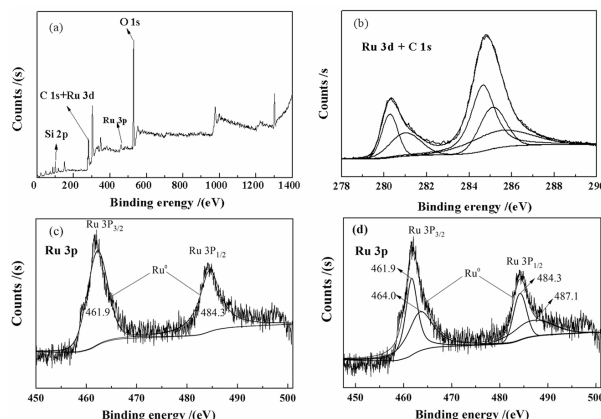 (a)
O 1s
C 1s+Ru 3d
Ru 3p
Si 2p
Counts /(s)
0 200 400 600 800 1000 1200 1400
Binding erergy /(eV)
(b)
Ru 3d + C 1s
Counts /s
278 280 282 284 286 288 290
Binding erergy /(eV)
(c)
Ru 3P3/2
Ru 3p
Ru 3P1/2
Ru0
461.9
484.3
Counts /(s)
450 460 470 480 490 500
Binding energy /(eV)
(d)
Ru 3P3/2
Ru 3p
Ru 3P1/2
Ru0
461.9
484.3
464.0
487.1
Counts /(s)
450 460 470 480 490 500
Binding energy /(eV)